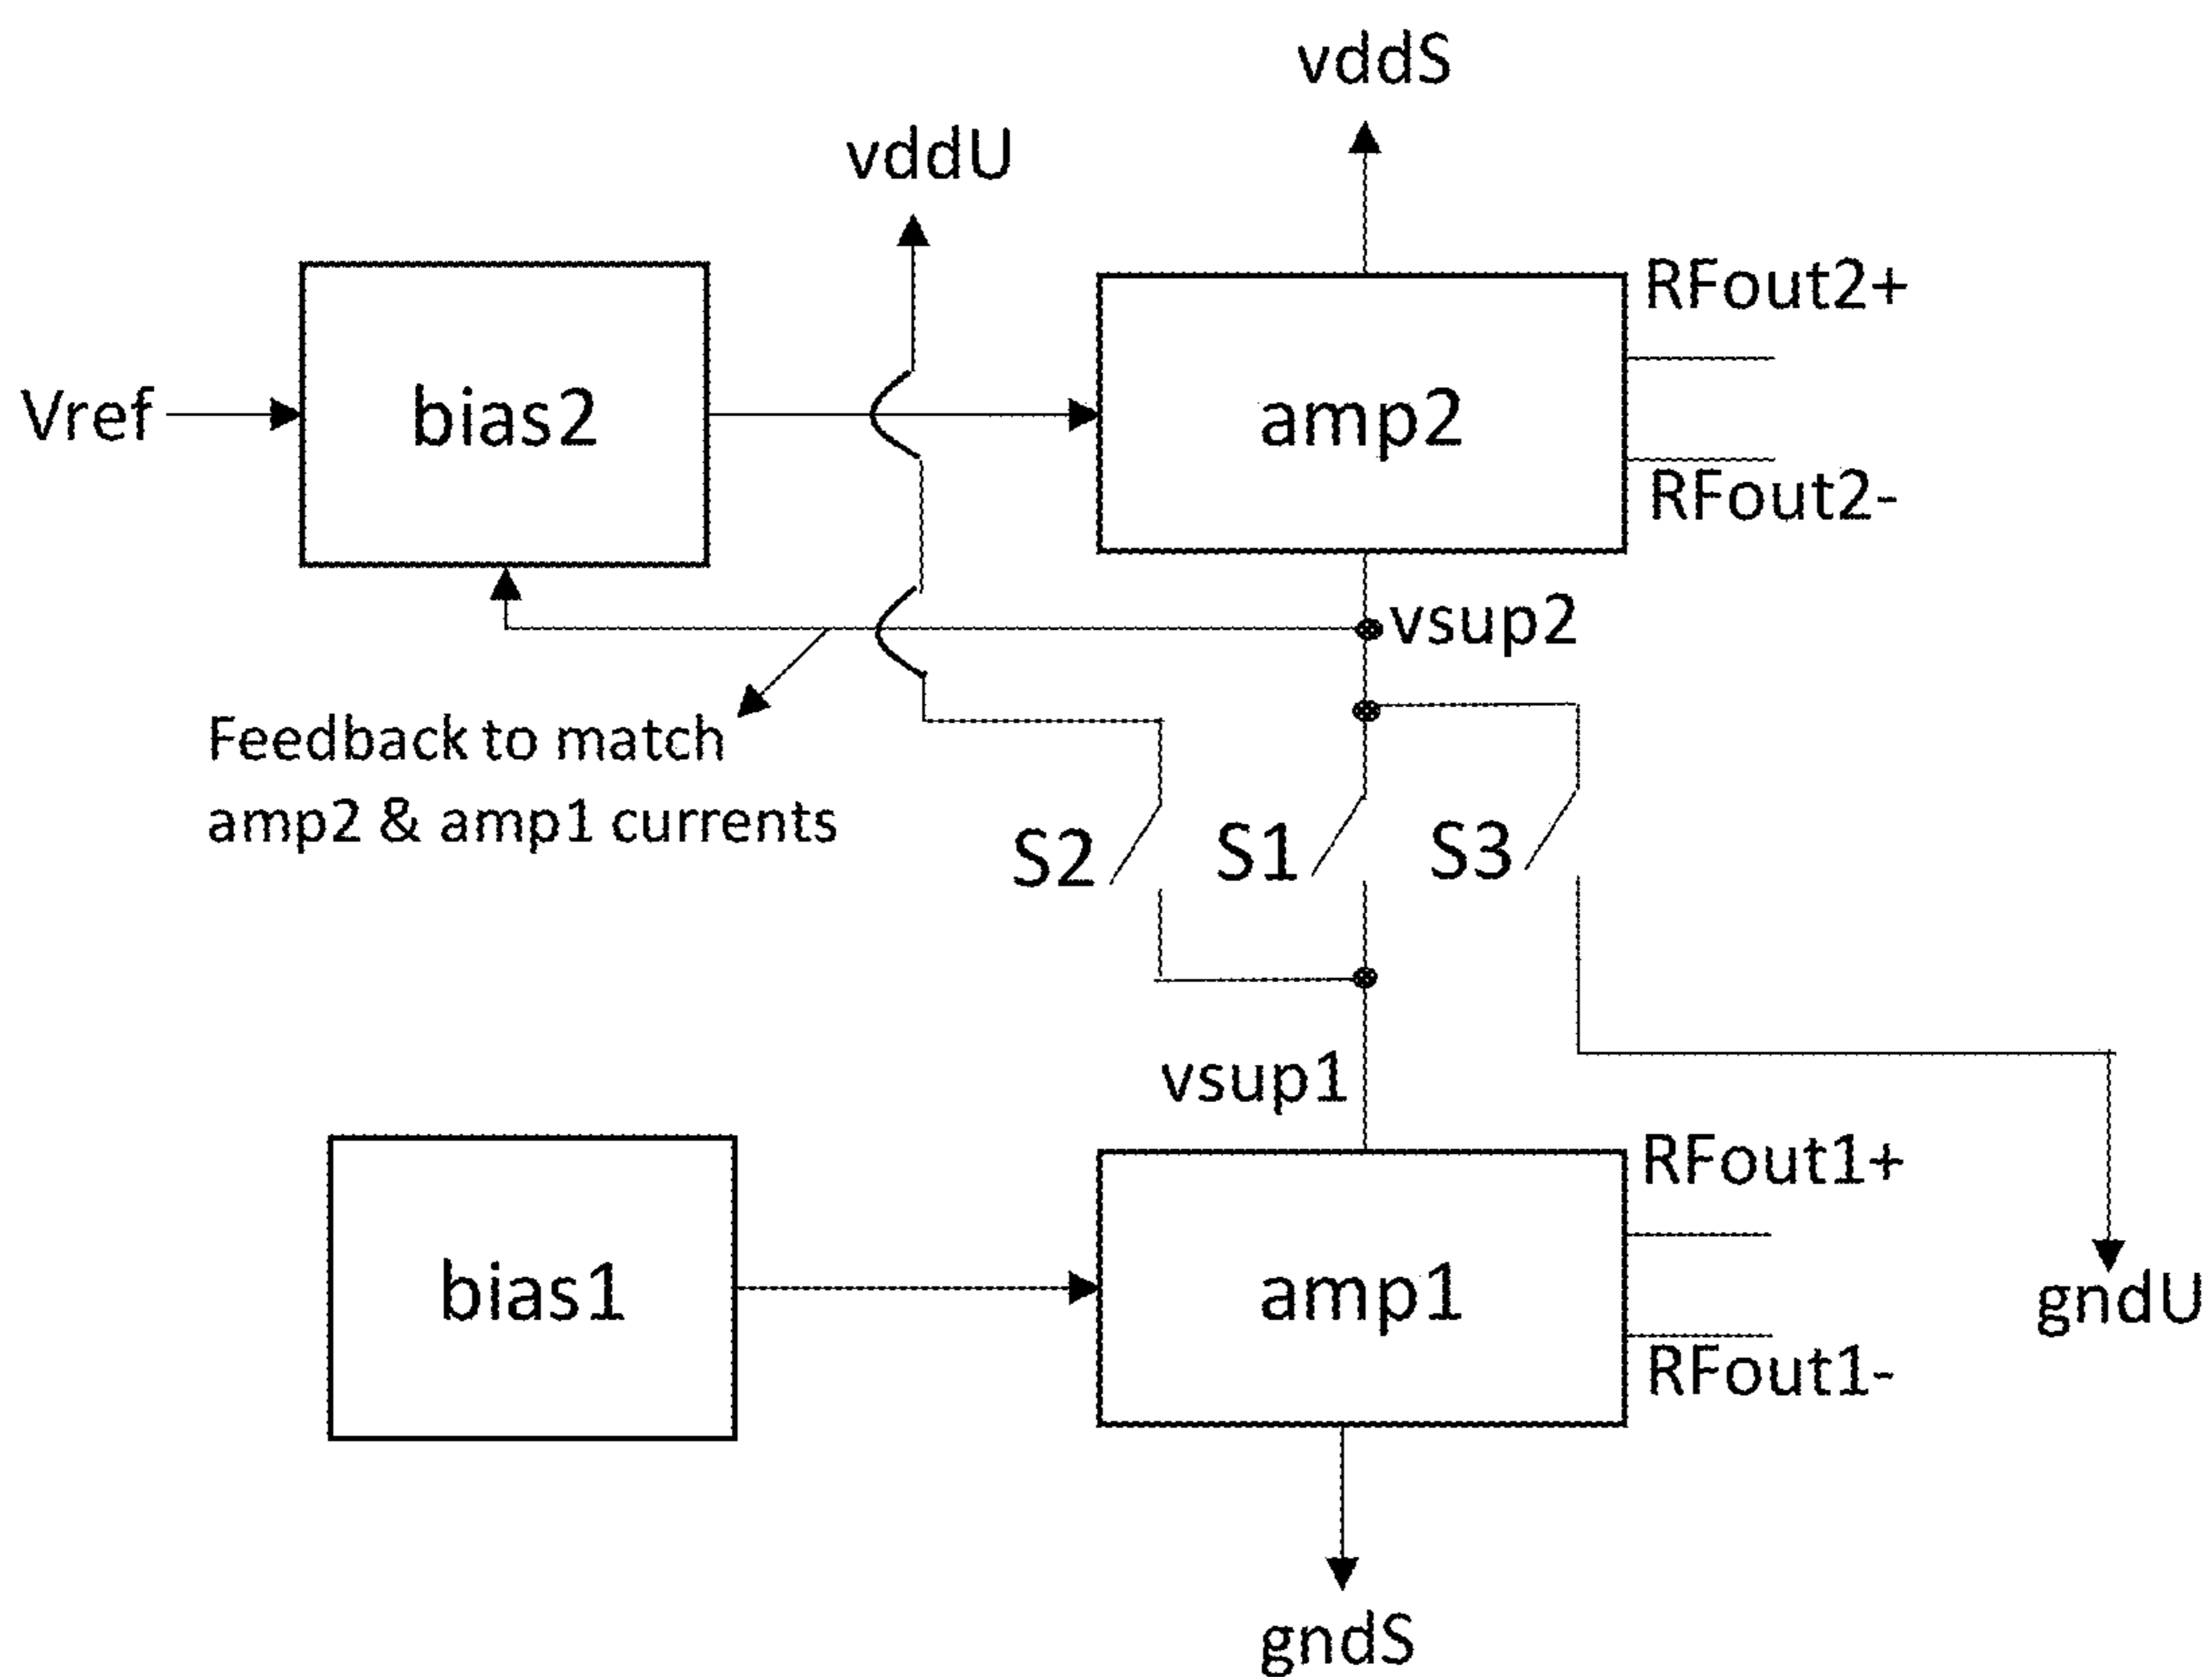 vddS
vddU
RFout2+
Vref
bias2
amp2
RFout2-
vsup2
Feedback to match
amp2 & amp1 currents
S2
S1
S3
vsup1
RFout1+
bias1
amp1
gndU
RFout1-
gndS